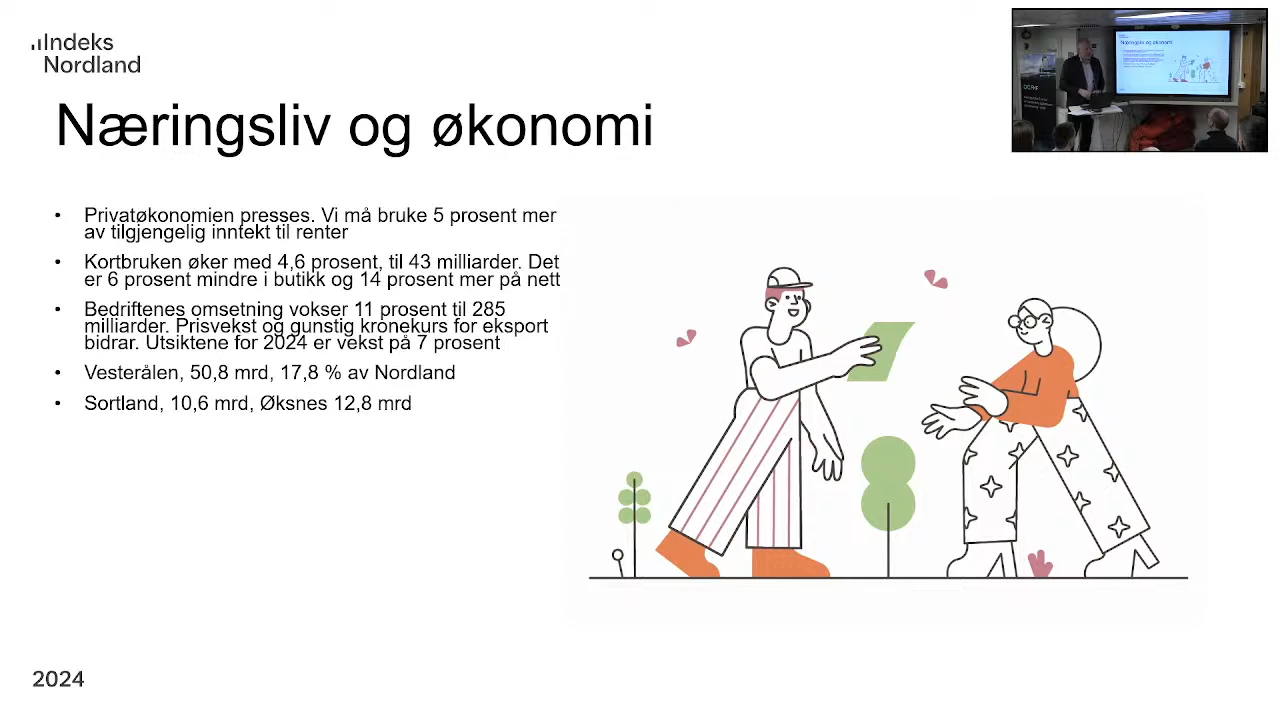 Indeks
Nordland
Næringsliv og økonomi
• Privatøkonomien presses. Vi må bruke 5 prosent mer
av tilgjengelig inntekt til renter
• Kortbruken øker med 4,6 prosent, til 43 milliarder. Det
er 6 prosent mindre i butikk og 14 prosent mer på nett
• Bedriftenes omsetning vokser 11 prosent til 285
milliarder. Prisvekst og gunstig kronekurs for eksport
bidrar. Utsiktene for 2024 er vekst på 7 prosent
• Vesterålen, 50,8 mrd, 17,8 % av Nordland
• Sortland, 10,6 mrd, Øksnes 12,8 mrd
2024
Næringsliv og økonomi